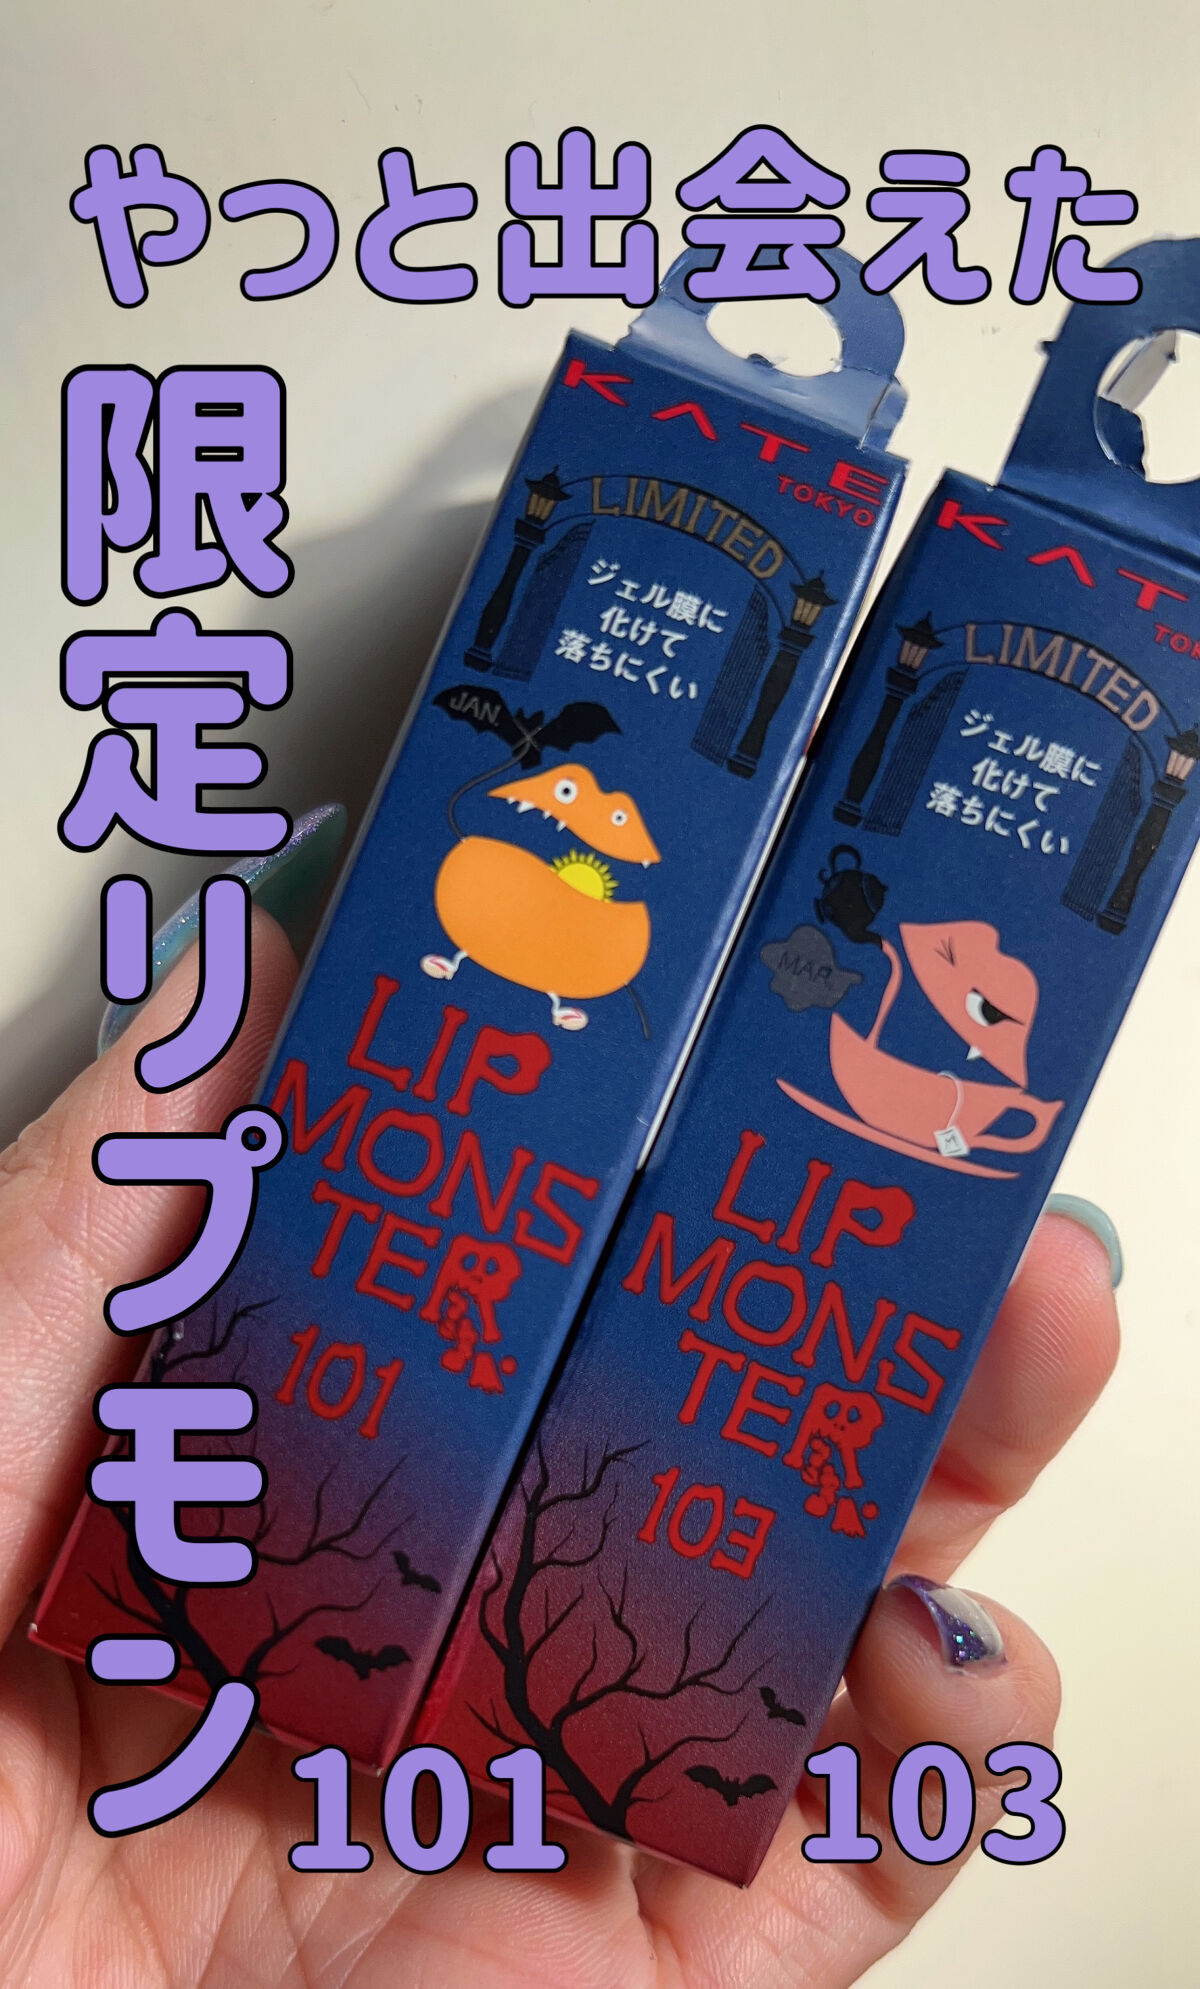 やっと出会えた
限定リプモン
KATE
TOKYO
LIMITED
ジェル膜に
化けて
落ちにくい
JAN.
LIP
MONS
TER
101
KAT
TOK
LIMITED
ジェル膜に
化けて
落ちにくい
MAR.
M
LIP
MONS
TER
103
101
103